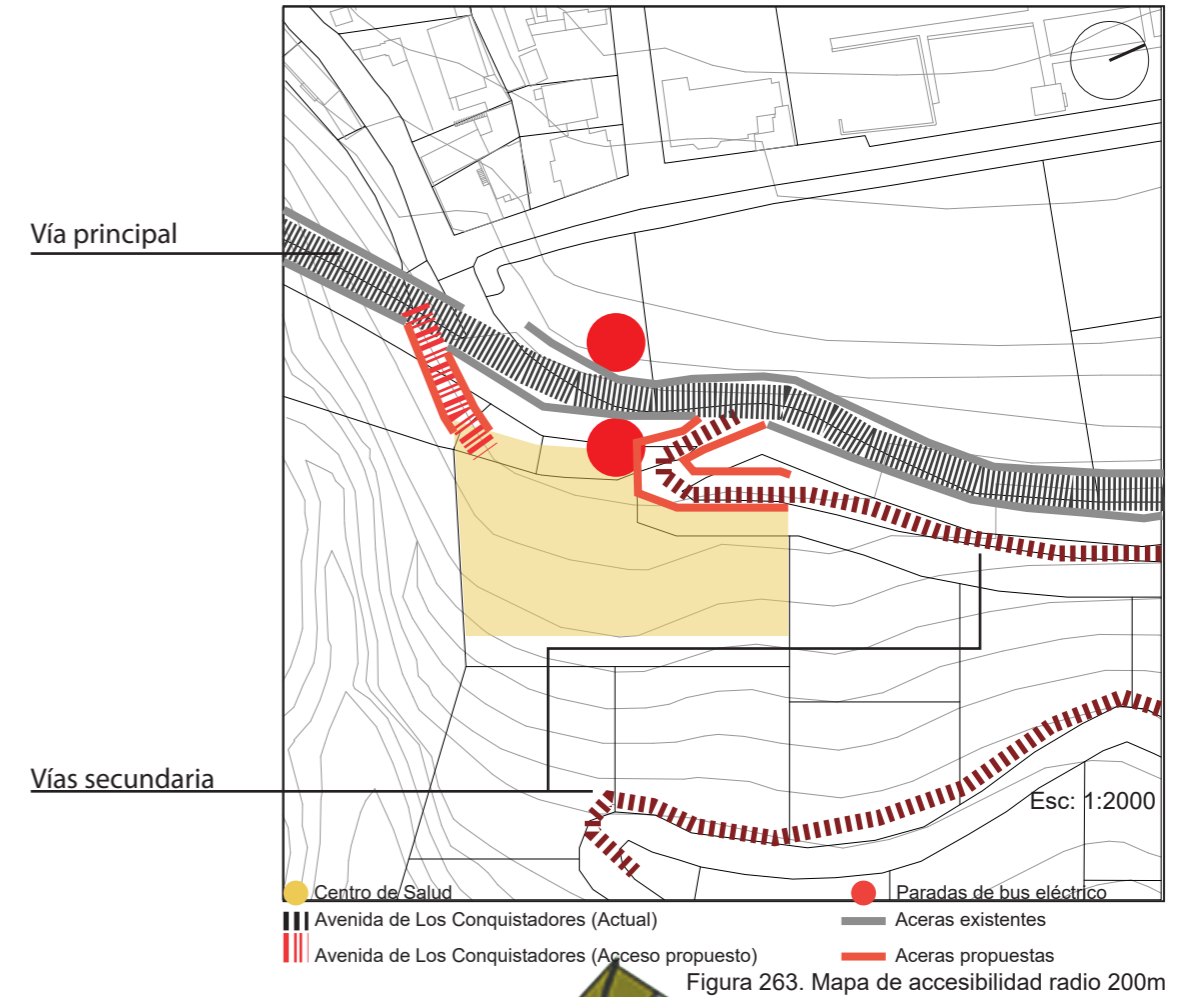 Vía principal
Vías secundaria
Esc: 1:2000
Centro de Salud
Paradas de bus eléctrico
Avenida de Los Conquistadores (Actual)
Aceras existentes
Avenida de Los Conquistadores (Acceso propuesto)
Aceras propuestas
Figura 263. Mapa de accesibilidad radio 200m